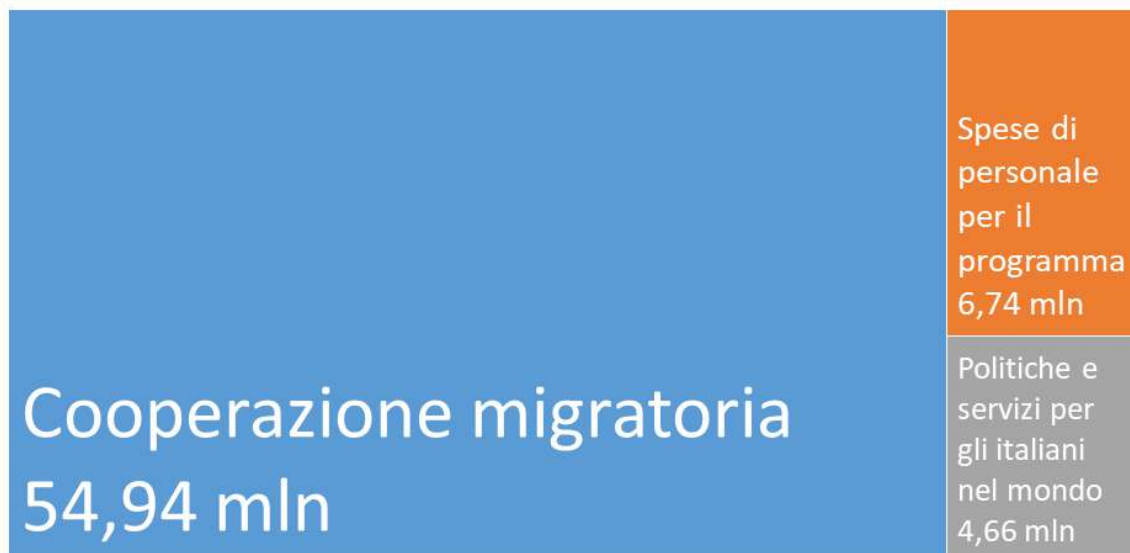 Cooperazione migratoria
54,94 mln
Spese di
personale
per il
programma
6,74 mln
Politiche e
servizi per
gli italiani
nel mondo
4,66 mln